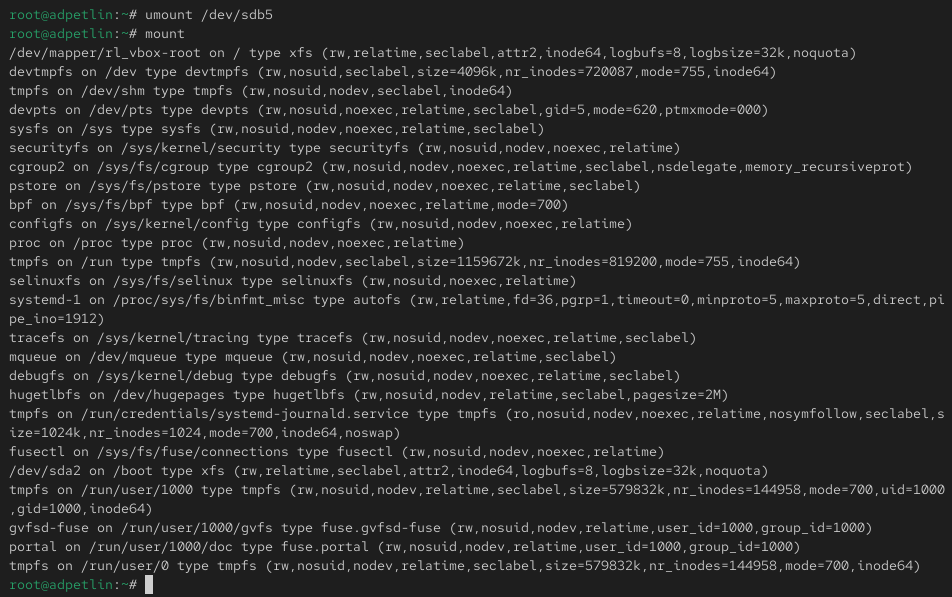 root@adpetlin:~# umount /dev/sdb5
root@adpetlin:~# mount
/dev/mapper/rl_vbox-root on / type xfs (rw,relatime,seclabel,attr2,inode64,logbufs=8,logbsize=32k,noquota)
devtmpfs on /dev type devtmpfs (rw,nosuid,seclabel,size=4096k,nr_inodes=720087,mode=755,inode64)
tmpfs on /dev/shm type tmpfs (rw,nosuid,nodev,seclabel,inode64)
devpts on /dev/pts type devpts (rw,nosuid,noexec,relatime,seclabel,gid=5,mode=620,ptmxmode=000)
sysfs on /sys type sysfs (rw,nosuid,nodev,noexec,relatime,seclabel)
securityfs on /sys/kernel/security type securityfs (rw,nosuid,nodev,noexec,relatime)
cgroup2 on /sys/fs/cgroup type cgroup2 (rw,nosuid,nodev,noexec,relatime,seclabel,nsdelegate,memory_recursiveprot)
pstore on /sys/fs/pstore type pstore (rw,nosuid,nodev,noexec,relatime,seclabel)
bpf on /sys/fs/bpf type bpf (rw,nosuid,nodev,noexec,relatime,mode=700)
configfs on /sys/kernel/config type configfs (rw,nosuid,nodev,noexec,relatime)
proc on /proc type proc (rw,nosuid,nodev,noexec,relatime)
tmpfs on /run type tmpfs (rw,nosuid,nodev,seclabel,size=1159672k,nr_inodes=819200,mode=755,inode64)
selinuxfs on /sys/fs/selinux type selinuxfs (rw,nosuid,noexec,relatime)
systemd-1 on /proc/sys/fs/binfmt_misc type autofs (rw,relatime,fd=36,pgrp=1,timeout=0,minproto=5,maxproto=5,direct,pi
pe_ino=1912)
tracefs on /sys/kernel/tracing type tracefs (rw,nosuid,nodev,noexec,relatime,seclabel)
mqueue on /dev/mqueue type mqueue (rw,nosuid,nodev,noexec,relatime,seclabel)
debugfs on /sys/kernel/debug type debugfs (rw,nosuid,nodev,noexec,relatime,seclabel)
hugetlbfs on /dev/hugepages type hugetlbfs (rw,nosuid,nodev,relatime,seclabel,pagesize=2M)
tmpfs on /run/credentials/systemd-journald.service type tmpfs (ro,nosuid,nodev,noexec,relatime,nosymfollow,seclabel,s
ize=1024k,nr_inodes=1024,mode=700,inode64,noswap)
fusectl on /sys/fs/fuse/connections type fusectl (rw,nosuid,nodev,noexec,relatime)
/dev/sda2 on /boot type xfs (rw,relatime,seclabel,attr2,inode64,logbufs=8,logbsize=32k,noquota)
tmpfs on /run/user/1000 type tmpfs (rw,nosuid,nodev,relatime,seclabel,size=579832k,nr_inodes=144958,mode=700,uid=1000
,gid=1000,inode64)
gvfsd-fuse on /run/user/1000/gvfs type fuse.gvfsd-fuse (rw,nosuid,nodev,relatime,user_id=1000,group_id=1000)
portal on /run/user/1000/doc type fuse.portal (rw,nosuid,nodev,relatime,user_id=1000,group_id=1000)
tmpfs on /run/user/0 type tmpfs (rw,nosuid,nodev,relatime,seclabel,size=579832k,nr_inodes=144958,mode=700,inode64)
root@adpetlin:~#